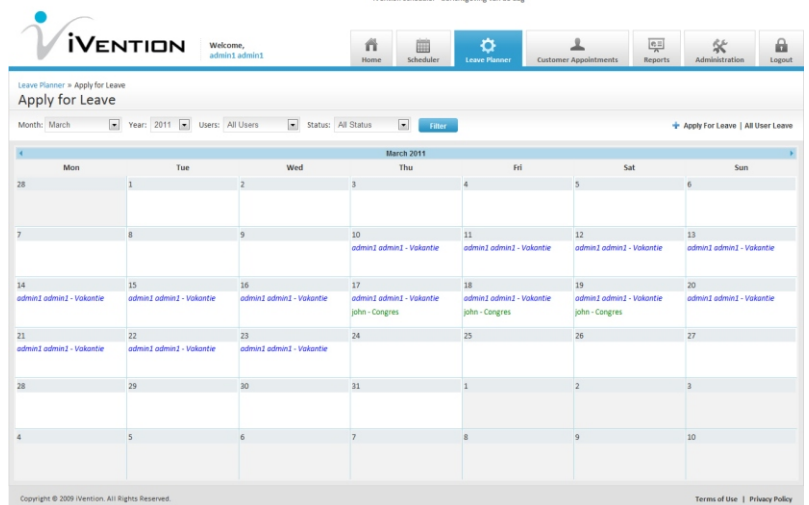 iVENTION
Welcome,
admin1 admin1
Home Scheduler Leave Planner Customer Appointments Reports Administration Logout
Leave Planner » Apply for Leave
Apply for Leave
Month: March Year: 2011 Users: All Users Status: All Status Filter
+ Apply For Leave | All User Leave
March 2011
Mon Tue Wed Thu Fri Sat Sun
28 1 2 3 4 5 6
7 8 9 10 11 12 13
admin1 admin1 - Vakantie admin1 admin1 - Vakantie admin1 admin1 - Vakantie admin1 admin1 - Vakantie
14 15 16 17 18 19 20
admin1 admin1 - Vakantie admin1 admin1 - Vakantie admin1 admin1 - Vakantie admin1 admin1 - Vakantie admin1 admin1 - Vakantie admin1 admin1 - Vakantie admin1 admin1 - Vakantie
john - Congres john - Congres john - Congres
21 22 23 24 25 26 27
admin1 admin1 - Vakantie admin1 admin1 - Vakantie admin1 admin1 - Vakantie
28 29 30 31 1 2 3
4 5 6 7 8 9 10
Copyright © 2009 iVention. All Rights Reserved.
Terms of Use | Privacy Policy